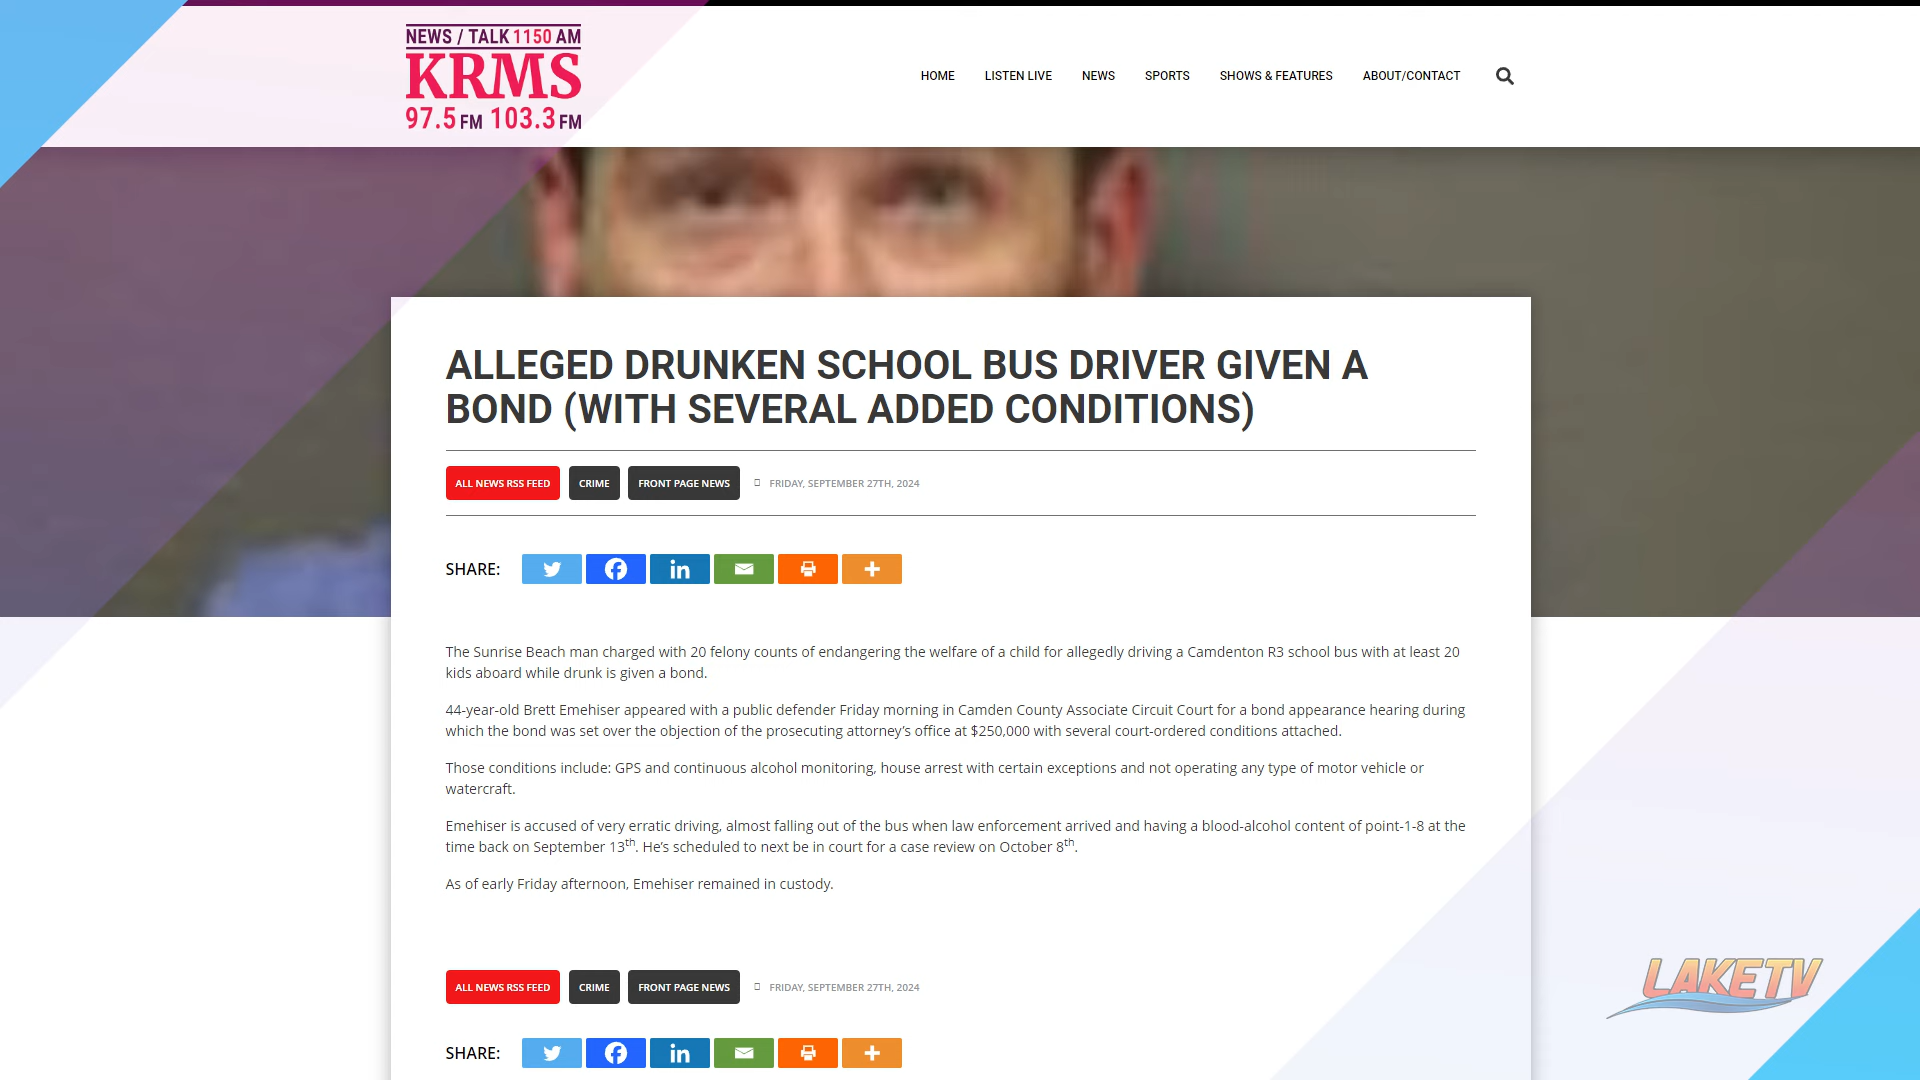 NEWS / TALK 1150 AM
KRMS
97.5 FM 103.3 FM
HOME LISTEN LIVE NEWS SPORTS SHOWS & FEATURES ABOUT/CONTACT
ALLEGED DRUNKEN SCHOOL BUS DRIVER GIVEN A
BOND (WITH SEVERAL ADDED CONDITIONS)
ALL NEWS RSS FEED CRIME FRONT PAGE NEWS FRIDAY, SEPTEMBER 27TH, 2024
SHARE:
The Sunrise Beach man charged with 20 felony counts of endangering the welfare of a child for allegedly driving a Camdenton R3 school bus with at least 20
kids aboard while drunk is given a bond.
44-year-old Brett Emehiser appeared with a public defender Friday morning in Camden County Associate Circuit Court for a bond appearance hearing during
which the bond was set over the objection of the prosecuting attorney’s office at $250,000 with several court-ordered conditions attached.
Those conditions include: GPS and continuous alcohol monitoring, house arrest with certain exceptions and not operating any type of motor vehicle or
watercraft.
Emehiser is accused of very erratic driving, almost falling out of the bus when law enforcement arrived and having a blood-alcohol content of point-1-8 at the
time back on September 13th. He’s scheduled to next be in court for a case review on October 8th.
As of early Friday afternoon, Emehiser remained in custody.
ALL NEWS RSS FEED CRIME FRONT PAGE NEWS FRIDAY, SEPTEMBER 27TH, 2024
LAKETV
SHARE: